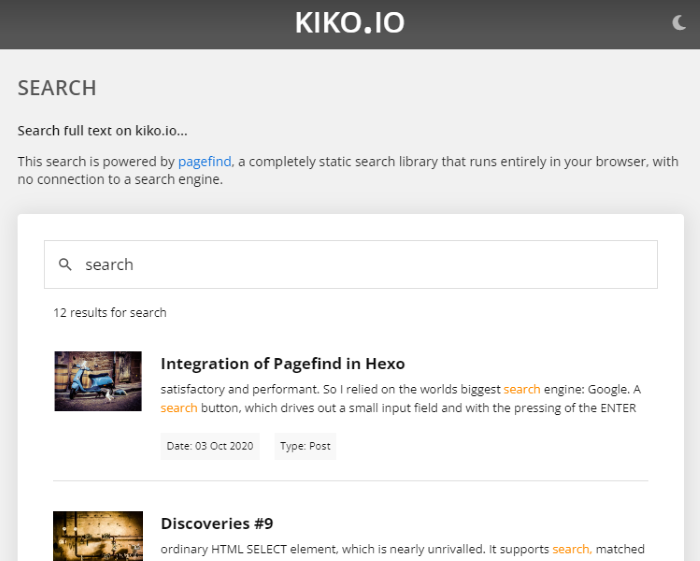 KIKO.IO
SEARCH
Search full text on kiko.io...
This search is powered by pagefind, a completely static search library that runs entirely in your browser, with
no connection to a search engine.
search
12 results for search
Integration of Pagefind in Hexo
satisfactory and performant. So I relied on the worlds biggest search engine: Google. A
search button, which drives out a small input field and with the pressing of the ENTER
Date: 03 Oct 2020 Type: Post
Discoveries #9
ordinary HTML SELECT element, which is nearly unrivalled. It supports search, matched